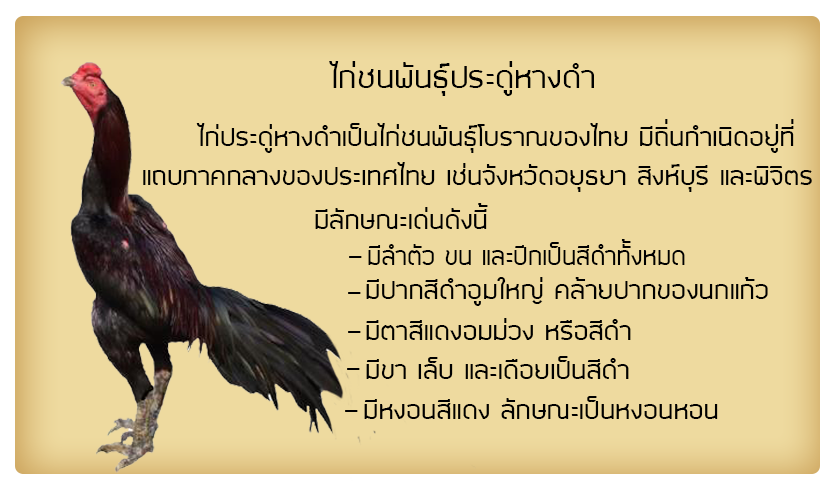 ไก่ชนพันธุ์ประดู่หางดำ
ไก่ประดู่หางดำเป็นไก่ชนพันธุ์โบราณของไทย มีถิ่นกำเนิดอยู่ที่
แถบภาคกลางของประเทศไทย เช่นจังหวัดอยุธยา สิงห์บุรี และพิจิตร
มีลักษณะเด่นดังนี้
– มีลำตัว ขน และปีกเป็นสีดำทั้งหมด
– มีปากสีดำอูมใหญ่ คล้ายปากของนกแก้ว
– มีตาสีแดงอมม่วง หรือสีดำ
– มีขา เล็บ และเดือยเป็นสีดำ
– มีหงอนสีแดง ลักษณะเป็นหงอนหอน